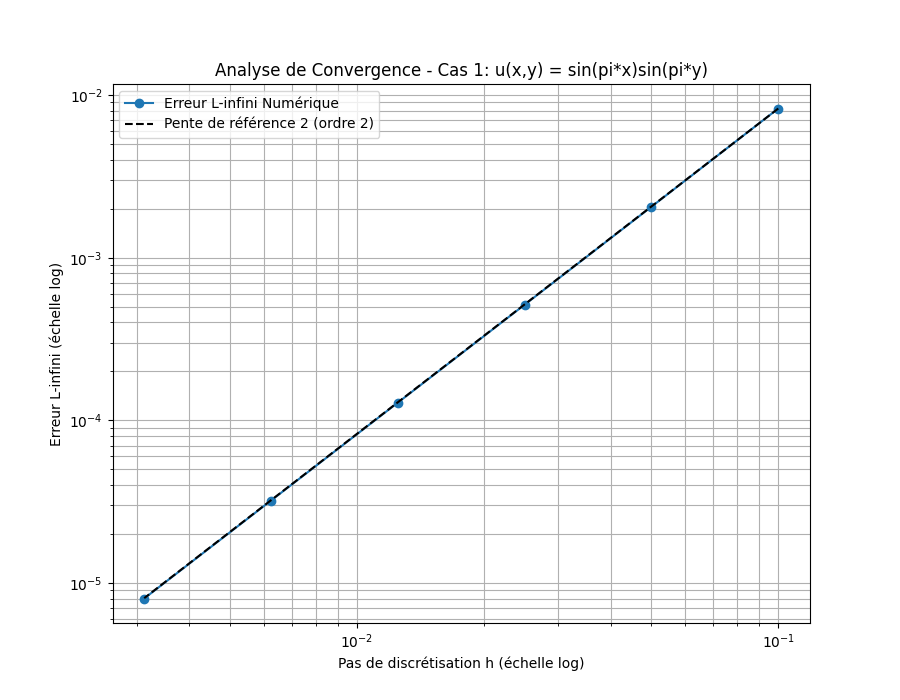 Analyse de Convergence - Cas 1: u(x,y) = sin(pi*x)sin(pi*y)
Erreur L-infini Numérique
Pente de référence 2 (ordre 2)
Erreur L-infini (échelle log)
10⁻²
10⁻³
10⁻⁴
10⁻⁵
10⁻²
10⁻¹
Pas de discrétisation h (échelle log)